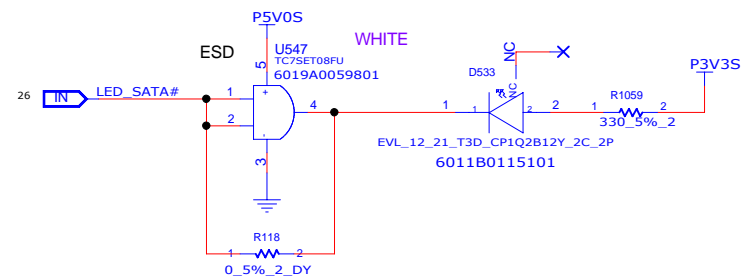 P5V0S
ESD
U547
WHITE
TC7SET08FU
6019A0059801
5
NC
D533
P3V3S
26
IN
LED_SATA#
1
+
4
1
1
NC
2
2
1
R1059
2
2
-
330_5%_2
EVL_12_21_T3D_CP1Q2B12Y_2C_2P
3
6011B0115101
R118
1
2
0_5%_2_DY